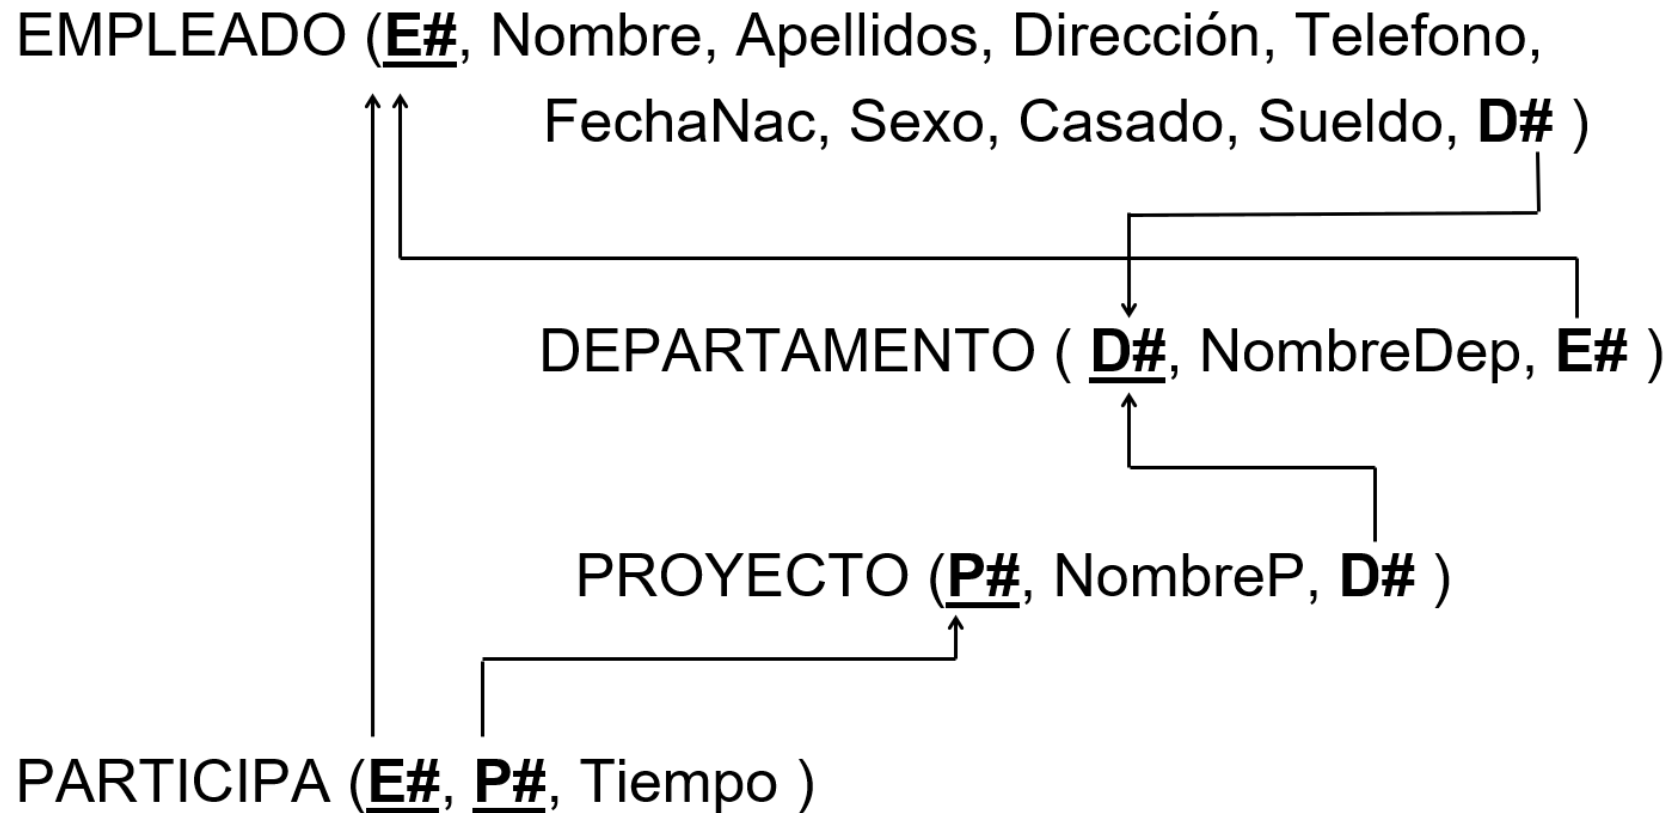 EMPLEADO (E#, Nombre, Apellidos, Dirección, Telefono,
FechaNac, Sexo, Casado, Sueldo, D# )
DEPARTAMENTO ( D#, NombreDep, E# )
PROYECTO (P#, NombreP, D# )
PARTICIPA (E#, P#, Tiempo )